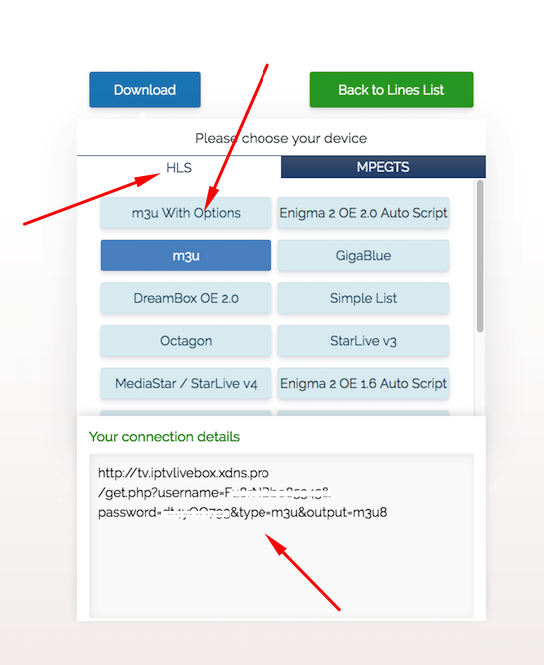 Download
Back to Lines List
Please choose your device
HLS
MPEGTS
m3u With Options
Enigma 2 OE 2.0 Auto Script
m3u
GigaBlue
DreamBox OE 2.0
Simple List
Octagon
StarLive v3
MediaStar / StarLive v4
Enigma 2 OE 1.6 Auto Script
Your connection details
http://tv.iptvlivebox.xdns.pro
/get.php?username=
password=
&type=m3u&output=m3u8